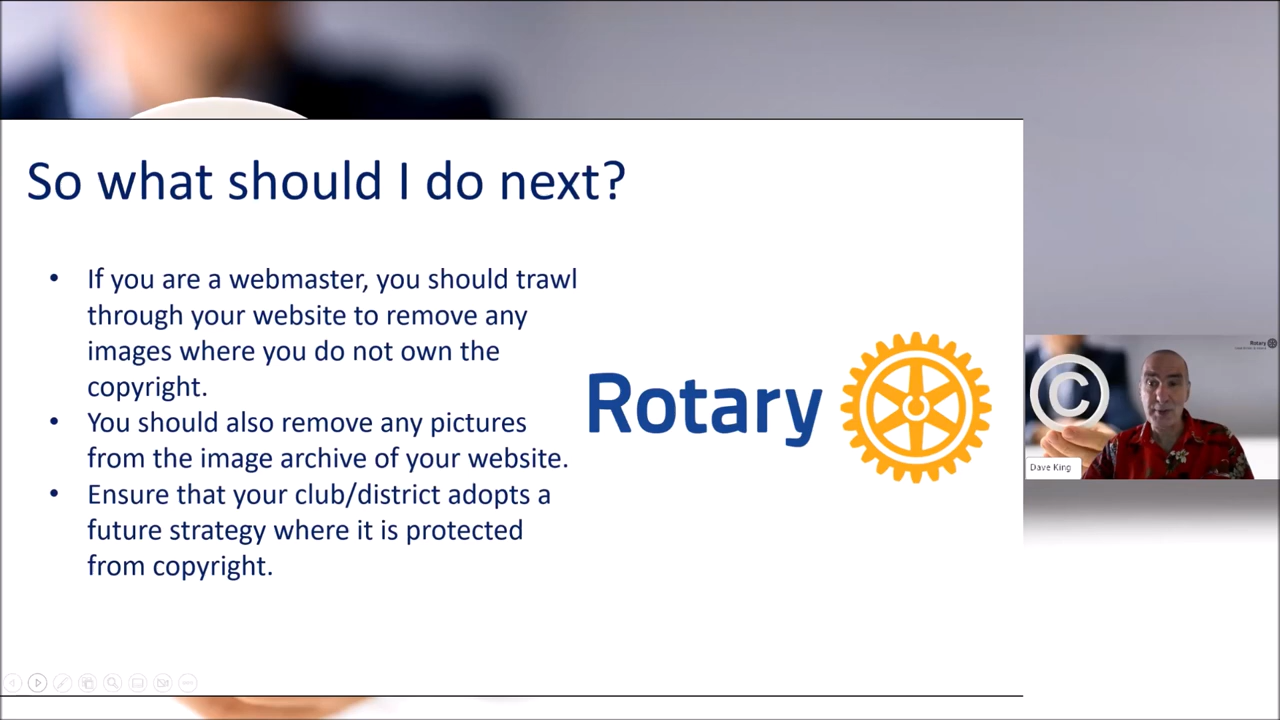 So what should I do next?
• If you are a webmaster, you should trawl
through your website to remove any
images where you do not own the
copyright.
• You should also remove any pictures
from the image archive of your website.
• Ensure that your club/district adopts a
future strategy where it is protected
from copyright.
Rotary
Rotary
©
Dave King